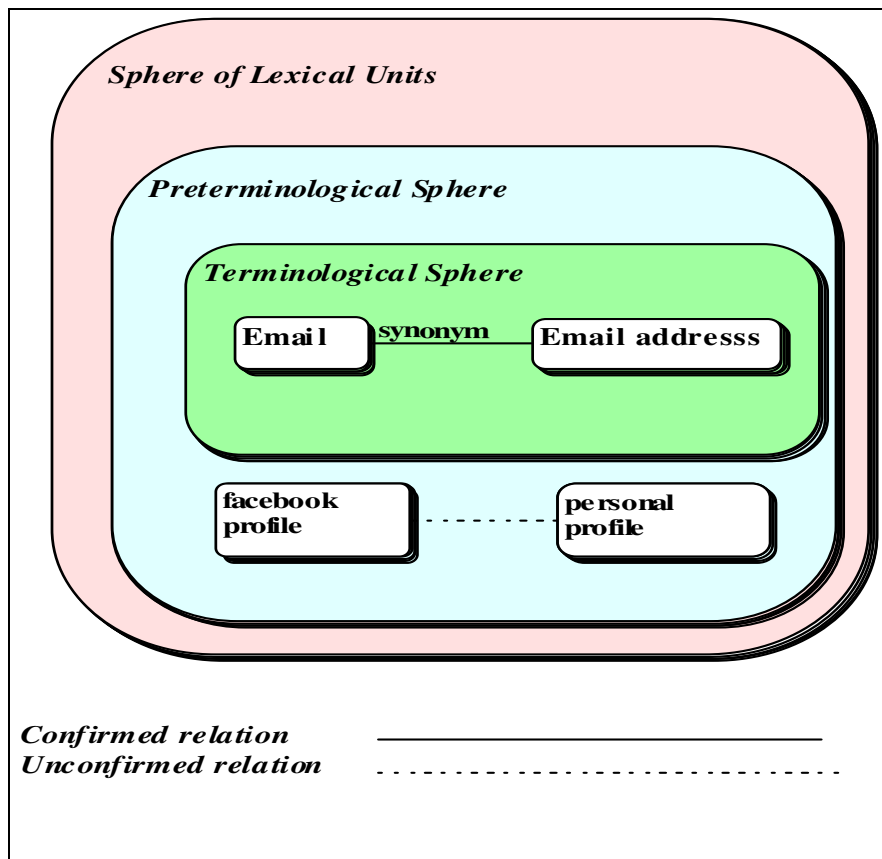 Sphere of Lexical Units
Preterminological Sphere
Terminological Sphere
Email
synonym
Email addresss
facebook
profile
personal
profile
Confirmed relation
Unconfirmed relation